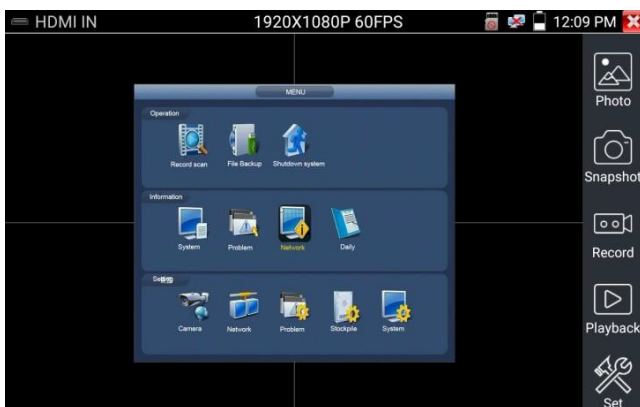 HDMI IN 1920X1080P 60FPS 12:09 PM
MENU
Operation
Record scan File Backup Shutdown system
Information
System Problem Network Daily
Camera Network Problem Stockpile System
Photo
Snapshot
Record
Playback
Set